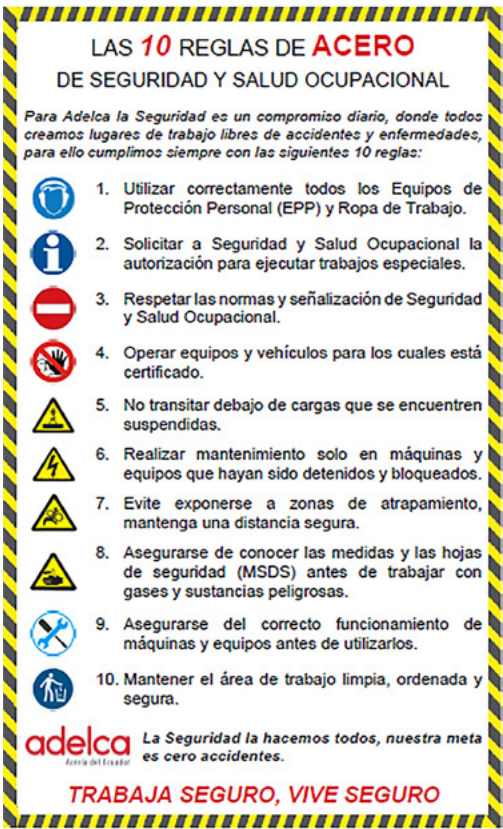 LAS 10 REGLAS DE ACERO
DE SEGURIDAD Y SALUD OCUPACIONAL
Para Adelca la Seguridad es un compromiso diario, donde todos
creamos lugares de trabajo libres de accidentes y enfermedades,
para ello cumplimos siempre con las siguientes 10 reglas:
1. Utilizar correctamente todos los Equipos de
Protección Personal (EPP) y Ropa de Trabajo.
2. Solicitar a Seguridad y Salud Ocupacional la
autorización para ejecutar trabajos especiales.
3. Respetar las normas y señalización de Seguridad
y Salud Ocupacional.
4. Operar equipos y vehículos para los cuales está
certificado.
5. No transitar debajo de cargas que se encuentren
suspendidas.
6. Realizar mantenimiento solo en máquinas y
equipos que hayan sido detenidos y bloqueados.
7. Evite exponerse a zonas de atrapamiento,
mantenga una distancia segura.
8. Asegurarse de conocer las medidas y las hojas
de seguridad (MSDS) antes de trabajar con
gases y sustancias peligrosas.
9. Asegurarse del correcto funcionamiento de
máquinas y equipos antes de utilizarlos.
10. Mantener el área de trabajo limpia, ordenada y
segura.
adelca
Acería del Ecuador
La Seguridad la hacemos todos, nuestra meta
es cero accidentes.
TRABAJA SEGURO, VIVE SEGURO